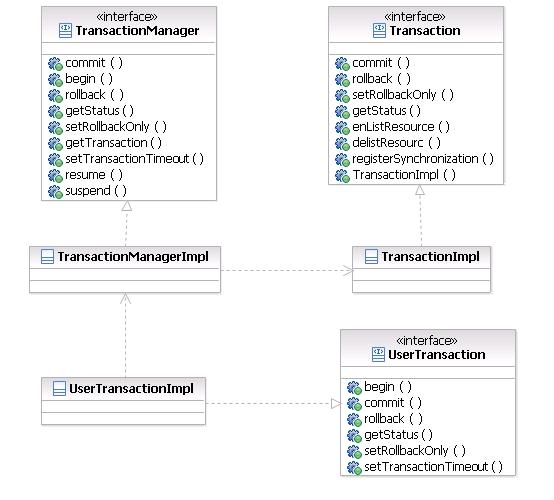 «interface»
TransactionManager
commit ( )
begin ( )
rollback ( )
getStatus ( )
setRollbackOnly ( )
getTransaction ( )
setTransactionTimeout ( )
resume ( )
suspend ( )
«interface»
Transaction
commit ( )
rollback ( )
setRollbackOnly ( )
getStatus ( )
enListResource ( )
delistResourc ( )
registerSynchronization ( )
TransactionImpl ( )
TransactionManagerImpl
TransactionImpl
UserTransactionImpl
«interface»
UserTransaction
begin ( )
commit ( )
rollback ( )
getStatus ( )
setRollbackOnly ( )
setTransactionTimeout ( )